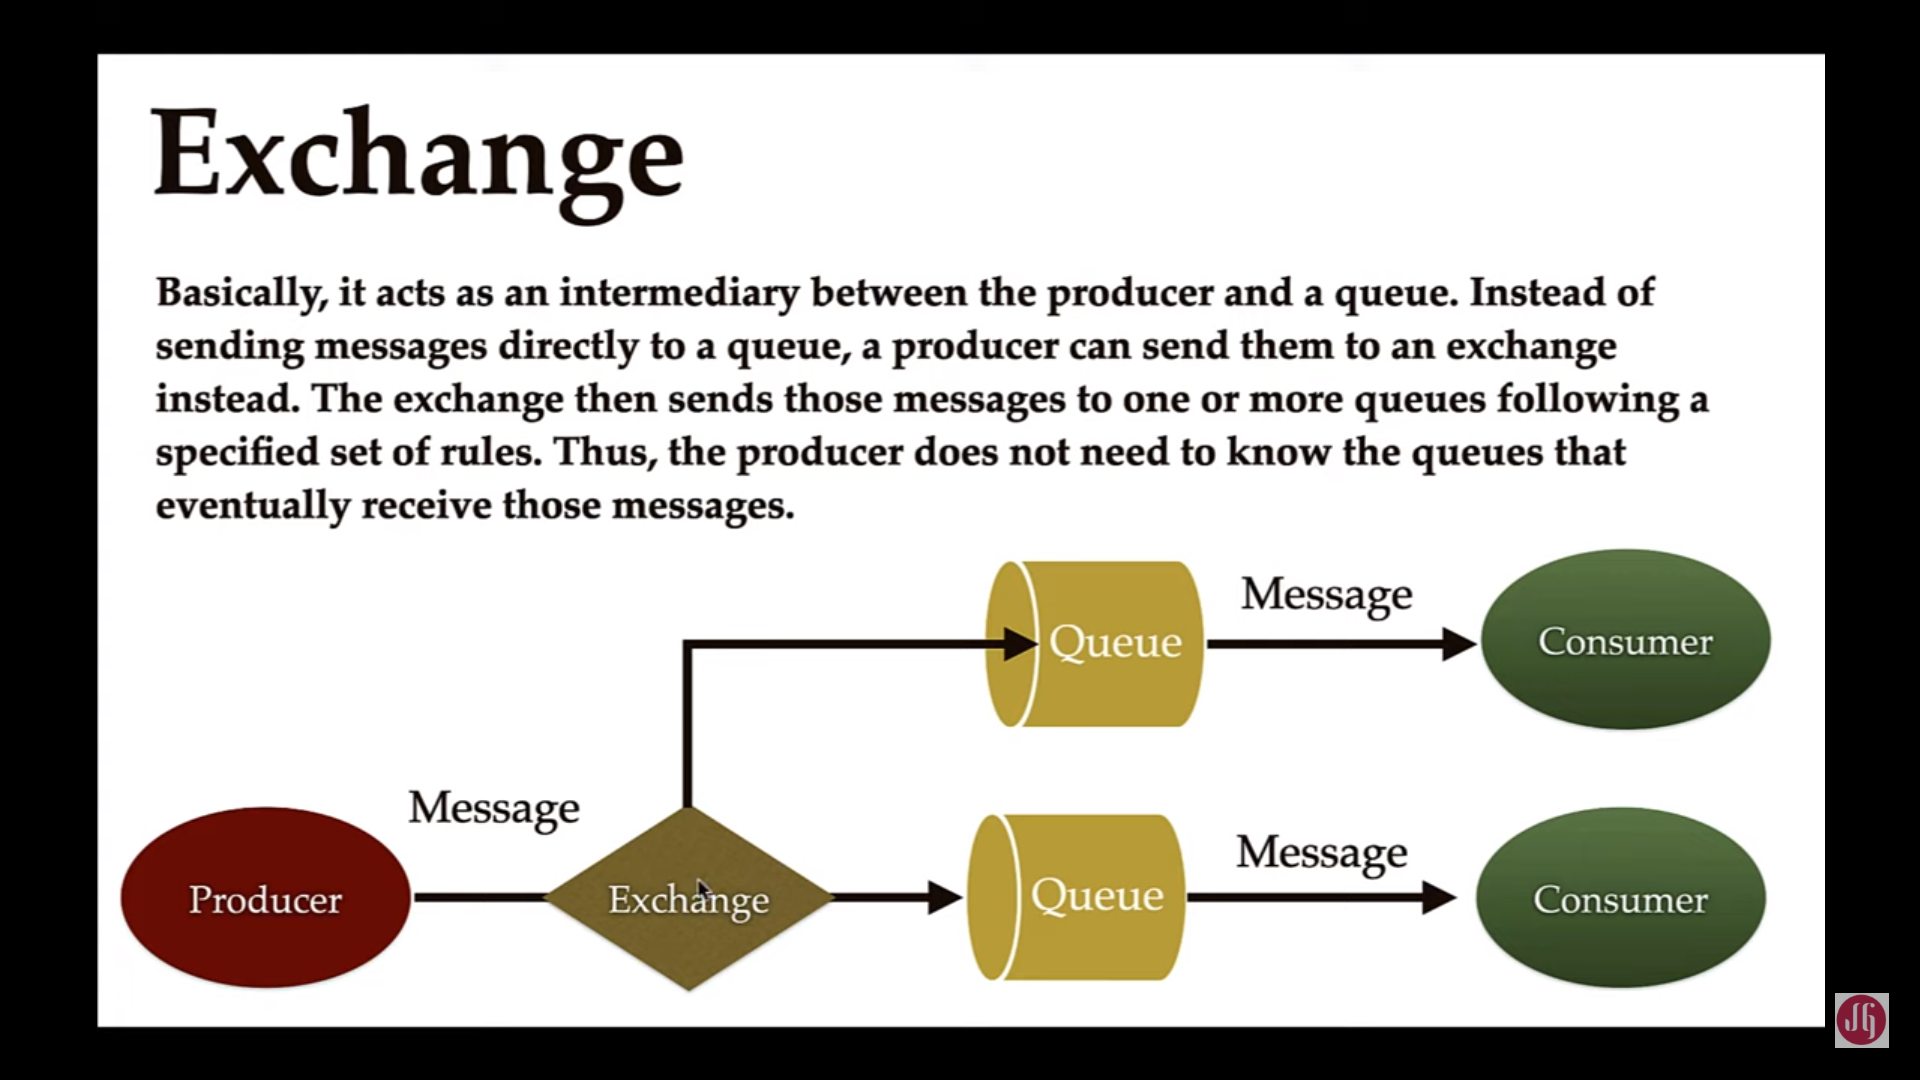 Exchange
Basically, it acts as an intermediary between the producer and a queue. Instead of
sending messages directly to a queue, a producer can send them to an exchange
instead. The exchange then sends those messages to one or more queues following a
specified set of rules. Thus, the producer does not need to know the queues that
eventually receive those messages.
Queue
Message
Consumer
Message
Producer
Exchange
Queue
Message
Consumer
JG